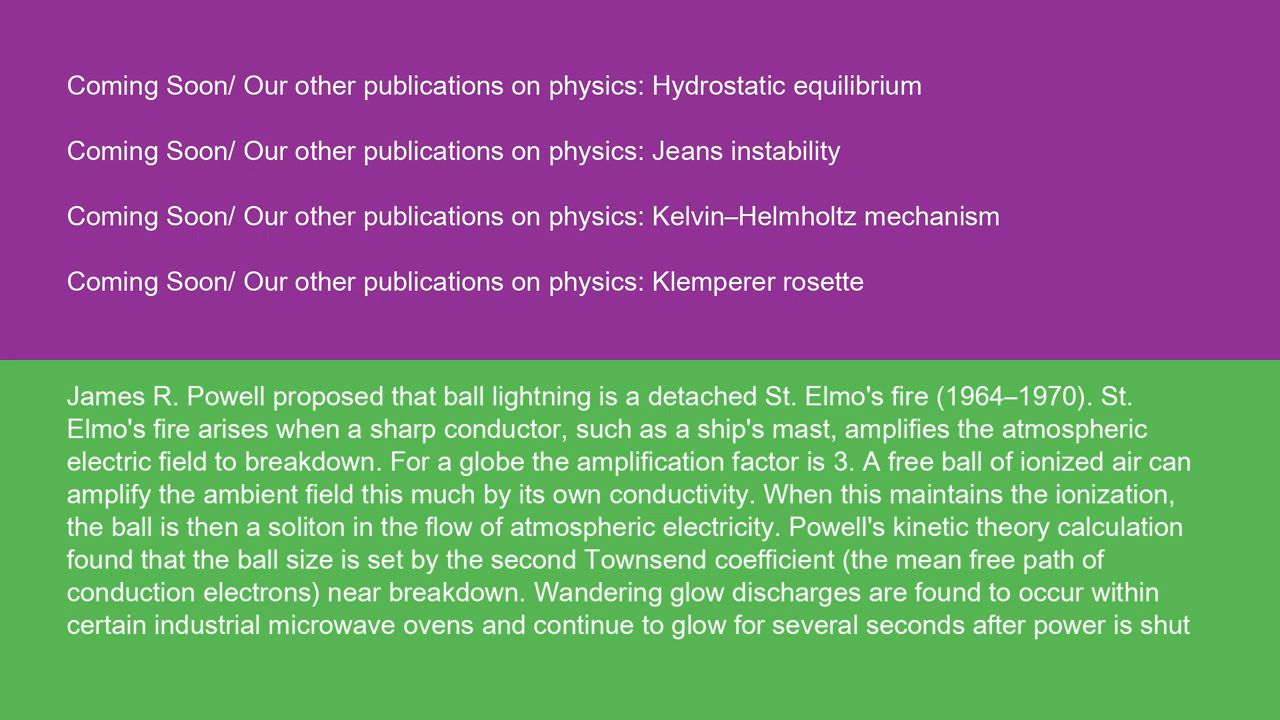 Coming Soon/ Our other publications on physics: Hydrostatic equilibrium
Coming Soon/ Our other publications on physics: Jeans instability
Coming Soon/ Our other publications on physics: Kelvin–Helmholtz mechanism
Coming Soon/ Our other publications on physics: Klemperer rosette
James R. Powell proposed that ball lightning is a detached St. Elmo's fire (1964–1970). St.
Elmo's fire arises when a sharp conductor, such as a ship's mast, amplifies the atmospheric
electric field to breakdown. For a globe the amplification factor is 3. A free ball of ionized air can
amplify the ambient field this much by its own conductivity. When this maintains the ionization,
the ball is then a soliton in the flow of atmospheric electricity. Powell's kinetic theory calculation
found that the ball size is set by the second Townsend coefficient (the mean free path of
conduction electrons) near breakdown. Wandering glow discharges are found to occur within
certain industrial microwave ovens and continue to glow for several seconds after power is shut